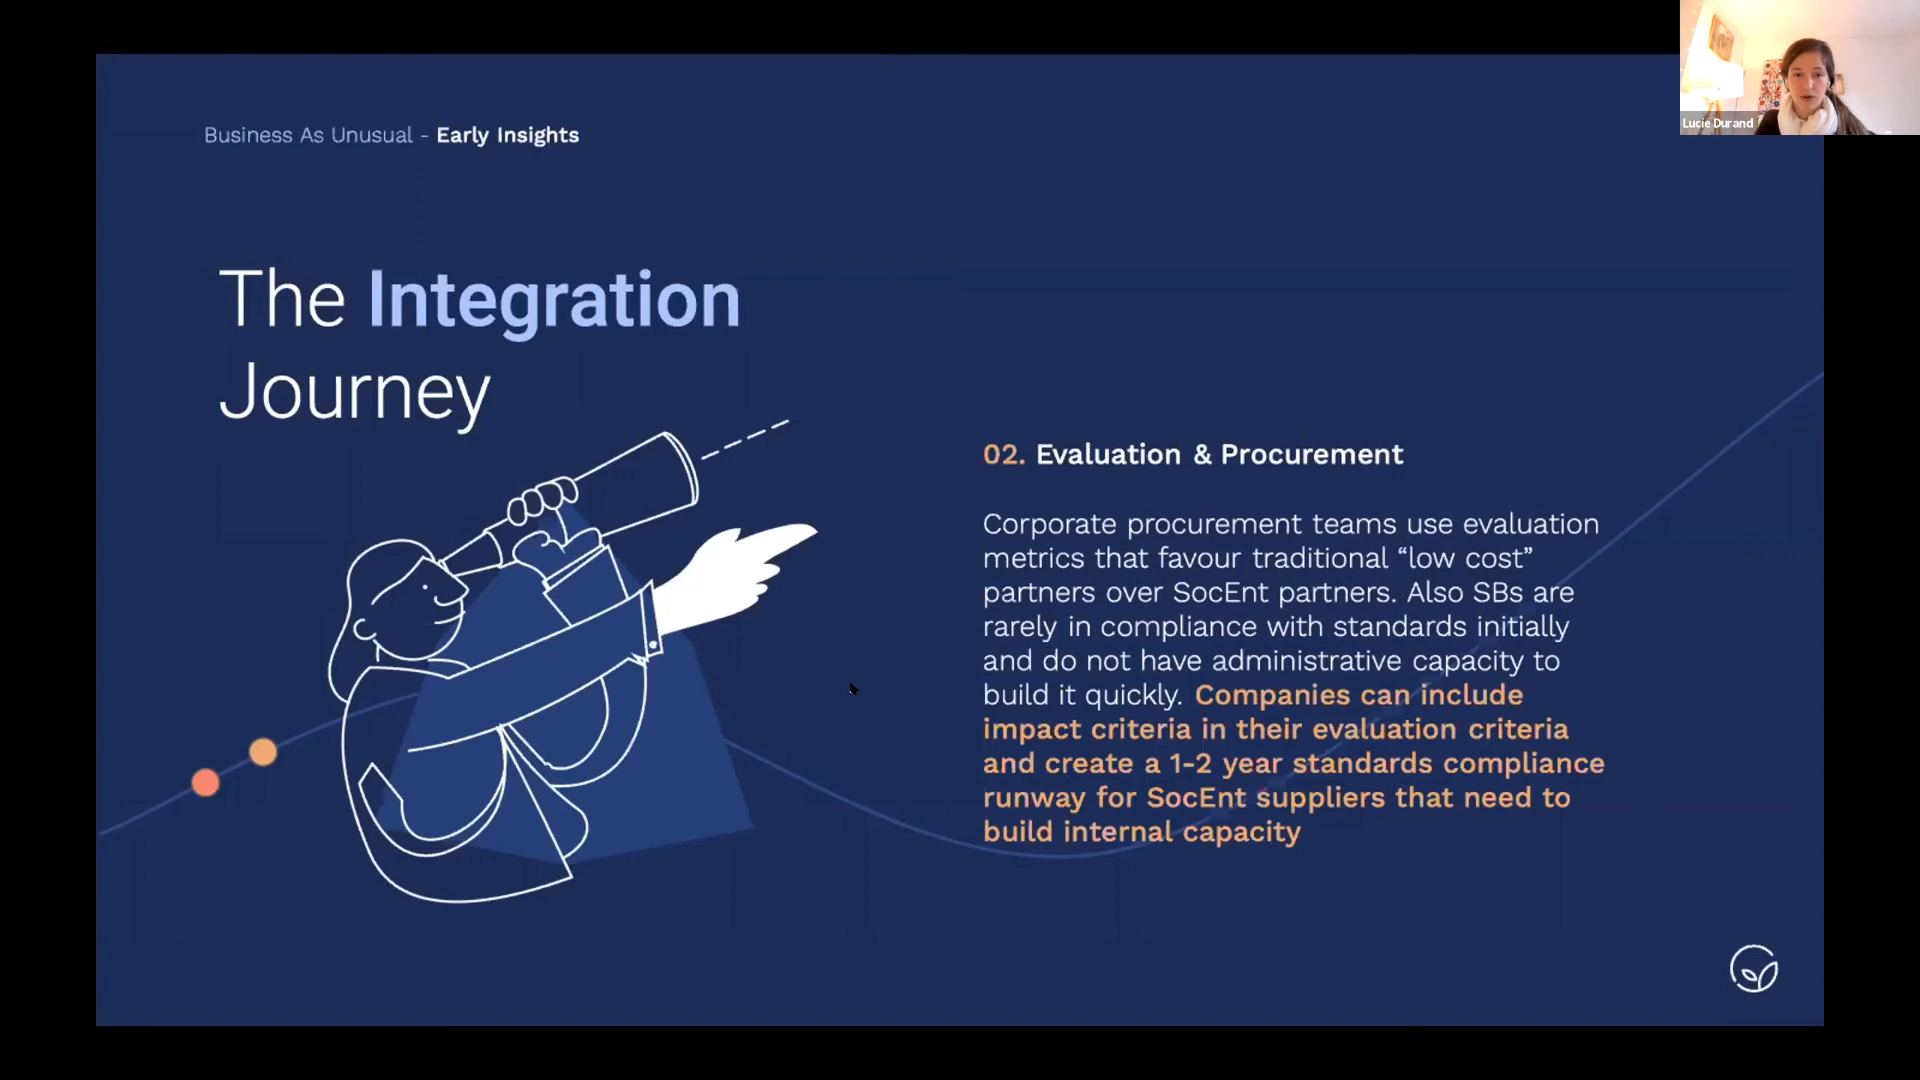 Business As Unusual - Early Insights
The Integration
Journey
02. Evaluation & Procurement
Corporate procurement teams use evaluation
metrics that favour traditional “low cost”
partners over SocEnt partners. Also SBs are
rarely in compliance with standards initially
and do not have administrative capacity to
build it quickly. Companies can include
impact criteria in their evaluation criteria
and create a 1-2 year standards compliance
runway for SocEnt suppliers that need to
build internal capacity
Lucie Durand